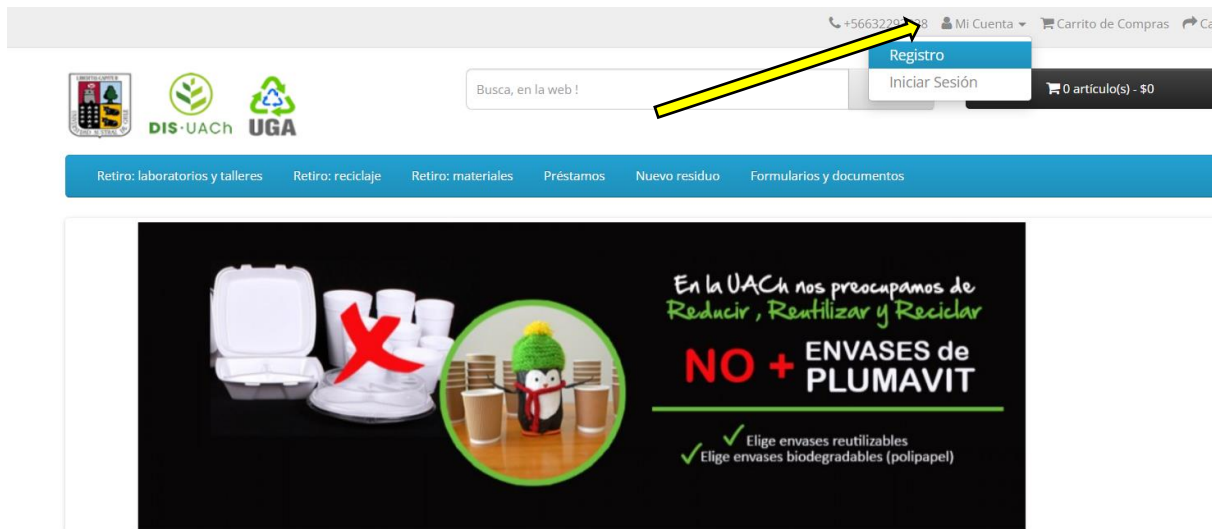 Mi Cuenta
Carrito de Compras
Registro
Iniciar Sesión
Busca, en la web !
0 artículo(s) - $0
DIS·UACh
UGA
Retiro: laboratorios y talleres
Retiro: reciclaje
Retiro: materiales
Préstamos
Nuevo residuo
Formularios y documentos
En la UACh nos preocupamos de
Reducir, Reutilizar y Reciclar
NO + ENVASES de
PLUMAVIT
Elige envases reutilizables
Elige envases biodegradables (polipapel)